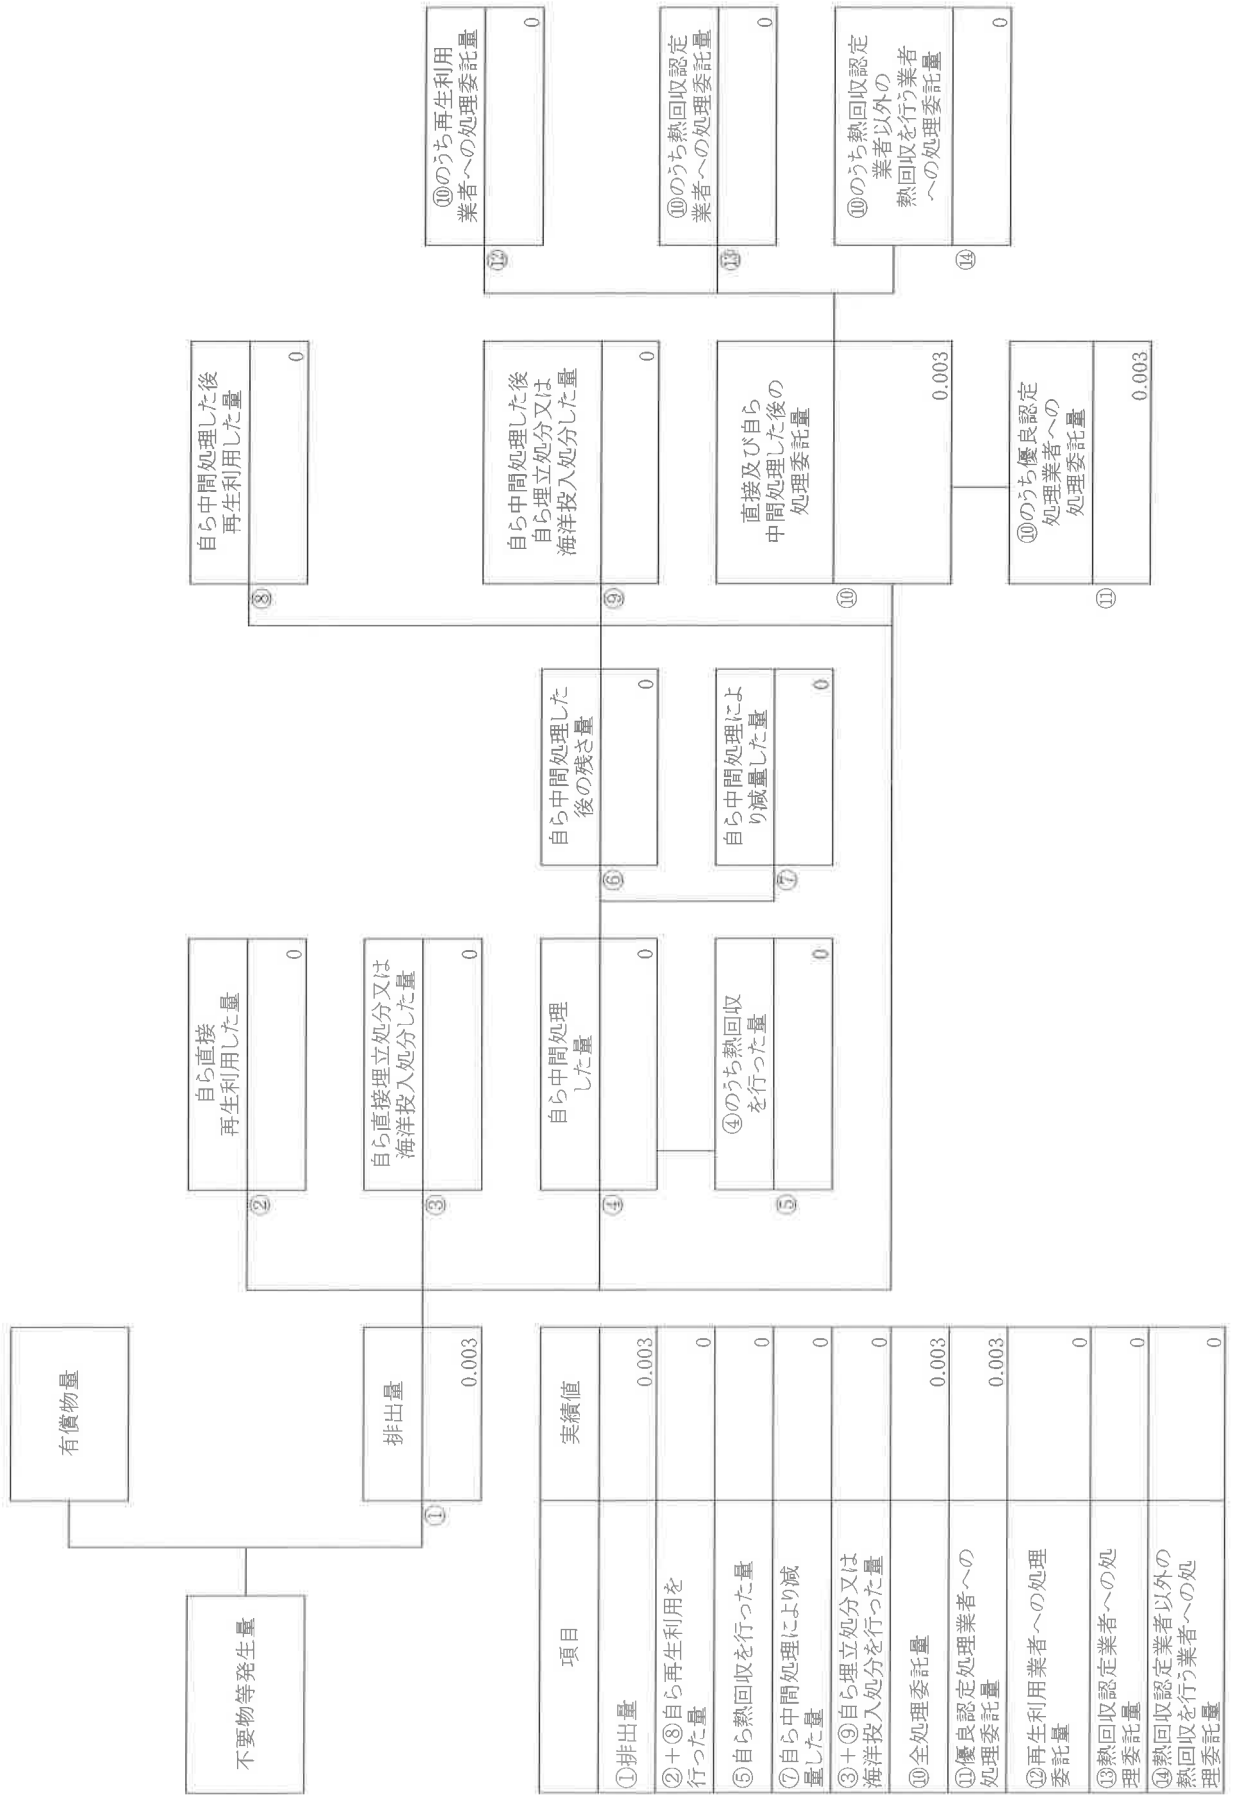 不要物等発生量
有償物量
①
排出量
0.003
②
自ら直接
再生利用した量
0
③
自ら直接埋立処分又は
海洋投入処分した量
0
④
自ら中間処理
した量
0
⑤
④のうち熱回収
を行った量
0
⑥
自ら中間処理した
後の残さ量
0
⑦
自ら中間処理によ
り減量した量
0
⑧
自ら中間処理した後
再生利用した量
0
⑨
自ら中間処理した後
自ら埋立処分又は
海洋投入処分した量
0
⑩
直接及び自ら
中間処理した後の
処理委託量
0.003
⑪
⑩のうち優良認定
処理業者への
処理委託量
0.003
⑫
⑩のうち再生利用
業者への処理委託量
0
⑬
⑩のうち熱回収認定
業者への処理委託量
0
⑭
⑩のうち熱回収認定
業者以外の
熱回収を行う業者
への処理委託量
0
項目
実績値
①排出量
0.003
②+⑧自ら再生利用を
行った量
0
⑤自ら熱回収を行った量
0
⑦自ら中間処理により減
量した量
0
③+⑨自ら埋立処分又は
海洋投入処分を行った量
0
⑩全処理委託量
0.003
⑪優良認定処理業者への
処理委託量
0.003
⑫再生利用業者への処理
委託量
0
⑬熱回収認定業者への処
理委託量
0
⑭熱回収認定業者以外の
熱回収を行う業者への処
理委託量
0